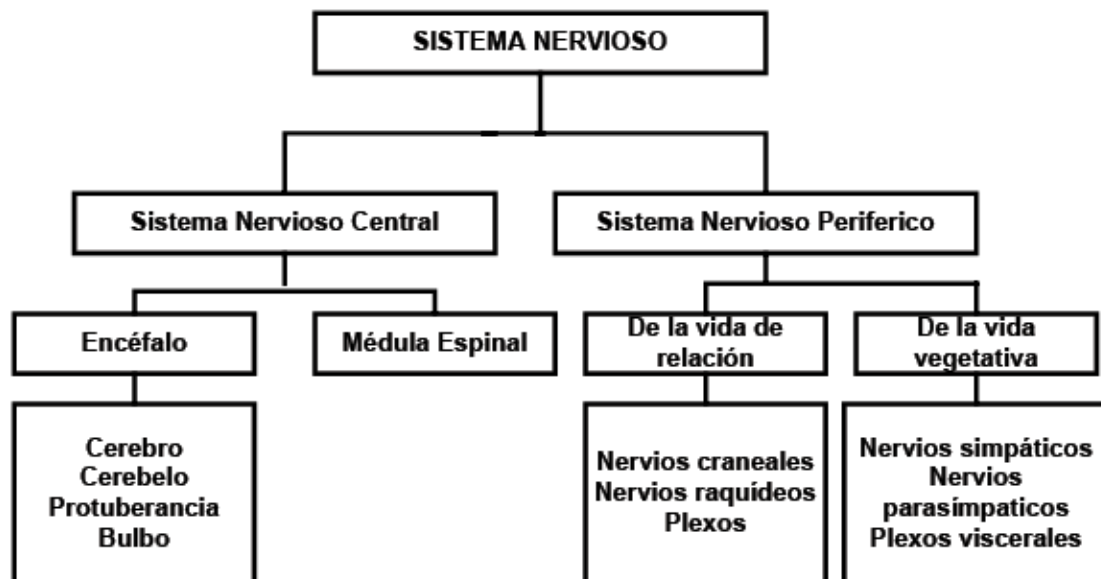 SISTEMA NERVIOSO
Sistema Nervioso Central
Sistema Nervioso Periferico
Encéfalo
Médula Espinal
De la vida de
relación
De la vida
vegetativa
Cerebro
Cerebelo
Protuberancia
Bulbo
Nervios craneales
Nervios raquídeos
Plexos
Nervios simpáticos
Nervios
parasímpaticos
Plexos viscerales